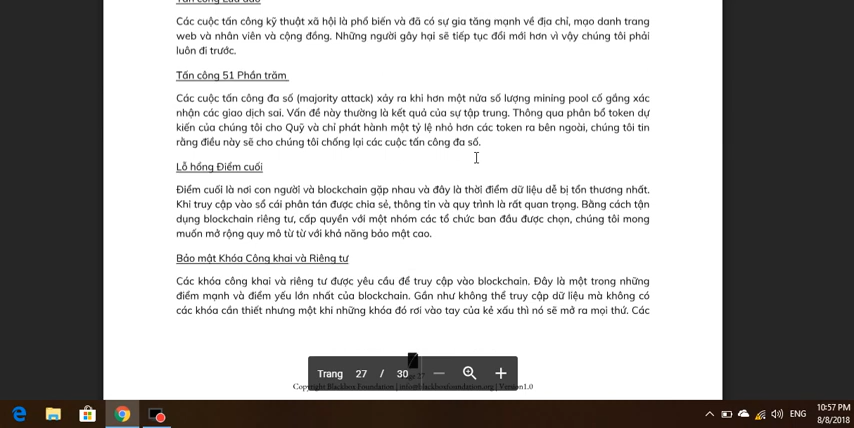 Tấn công Lừa đảo
Các cuộc tấn công kỹ thuật xã hội là phổ biến và đã có sự gia tăng mạnh về địa chỉ, mạo danh trang
web và nhân viên và cộng đồng. Những người gây hại sẽ tiếp tục đổi mới hơn vì vậy chúng tôi phải
luôn đi trước.
Tấn công 51 Phần trăm
Các cuộc tấn công đa số (majority attack) xảy ra khi hơn một nửa số lượng mining pool cố gắng xác
nhận các giao dịch sai. Vấn đề này thường là kết quả của sự tập trung. Thông qua phân bổ token dự
kiến của chúng tôi cho Quỹ và chỉ phát hành một tỷ lệ nhỏ hơn các token ra bên ngoài, chúng tôi tin
rằng điều này sẽ cho chúng tôi chống lại các cuộc tấn công đa số.
Lỗ hổng Điểm cuối
Điểm cuối là nơi con người và blockchain gặp nhau và đây là thời điểm dữ liệu dễ bị tổn thương nhất.
Khi truy cập vào sổ cái phân tán được chia sẻ, thông tin và quy trình là rất quan trọng. Bằng cách tận
dụng blockchain riêng tư, cấp quyền với một nhóm các tổ chức ban đầu được chọn, chúng tôi mong
muốn mở rộng quy mô từ từ với khả năng bảo mật cao.
Bảo mật Khóa Công khai và Riêng tư
Các khóa công khai và riêng tư được yêu cầu để truy cập vào blockchain. Đây là một trong những
điểm mạnh và điểm yếu lớn nhất của blockchain. Gần như không thể truy cập dữ liệu mà không có
các khóa cần thiết nhưng một khi những khóa đó rơi vào tay của kẻ xấu thì nó sẽ mở ra mọi thứ. Các
Trang 27 / 30
Copyright Blackbox Foundation | info@blackboxfoundation.org | Version1.0
ENG
10:57 PM
8/8/2018